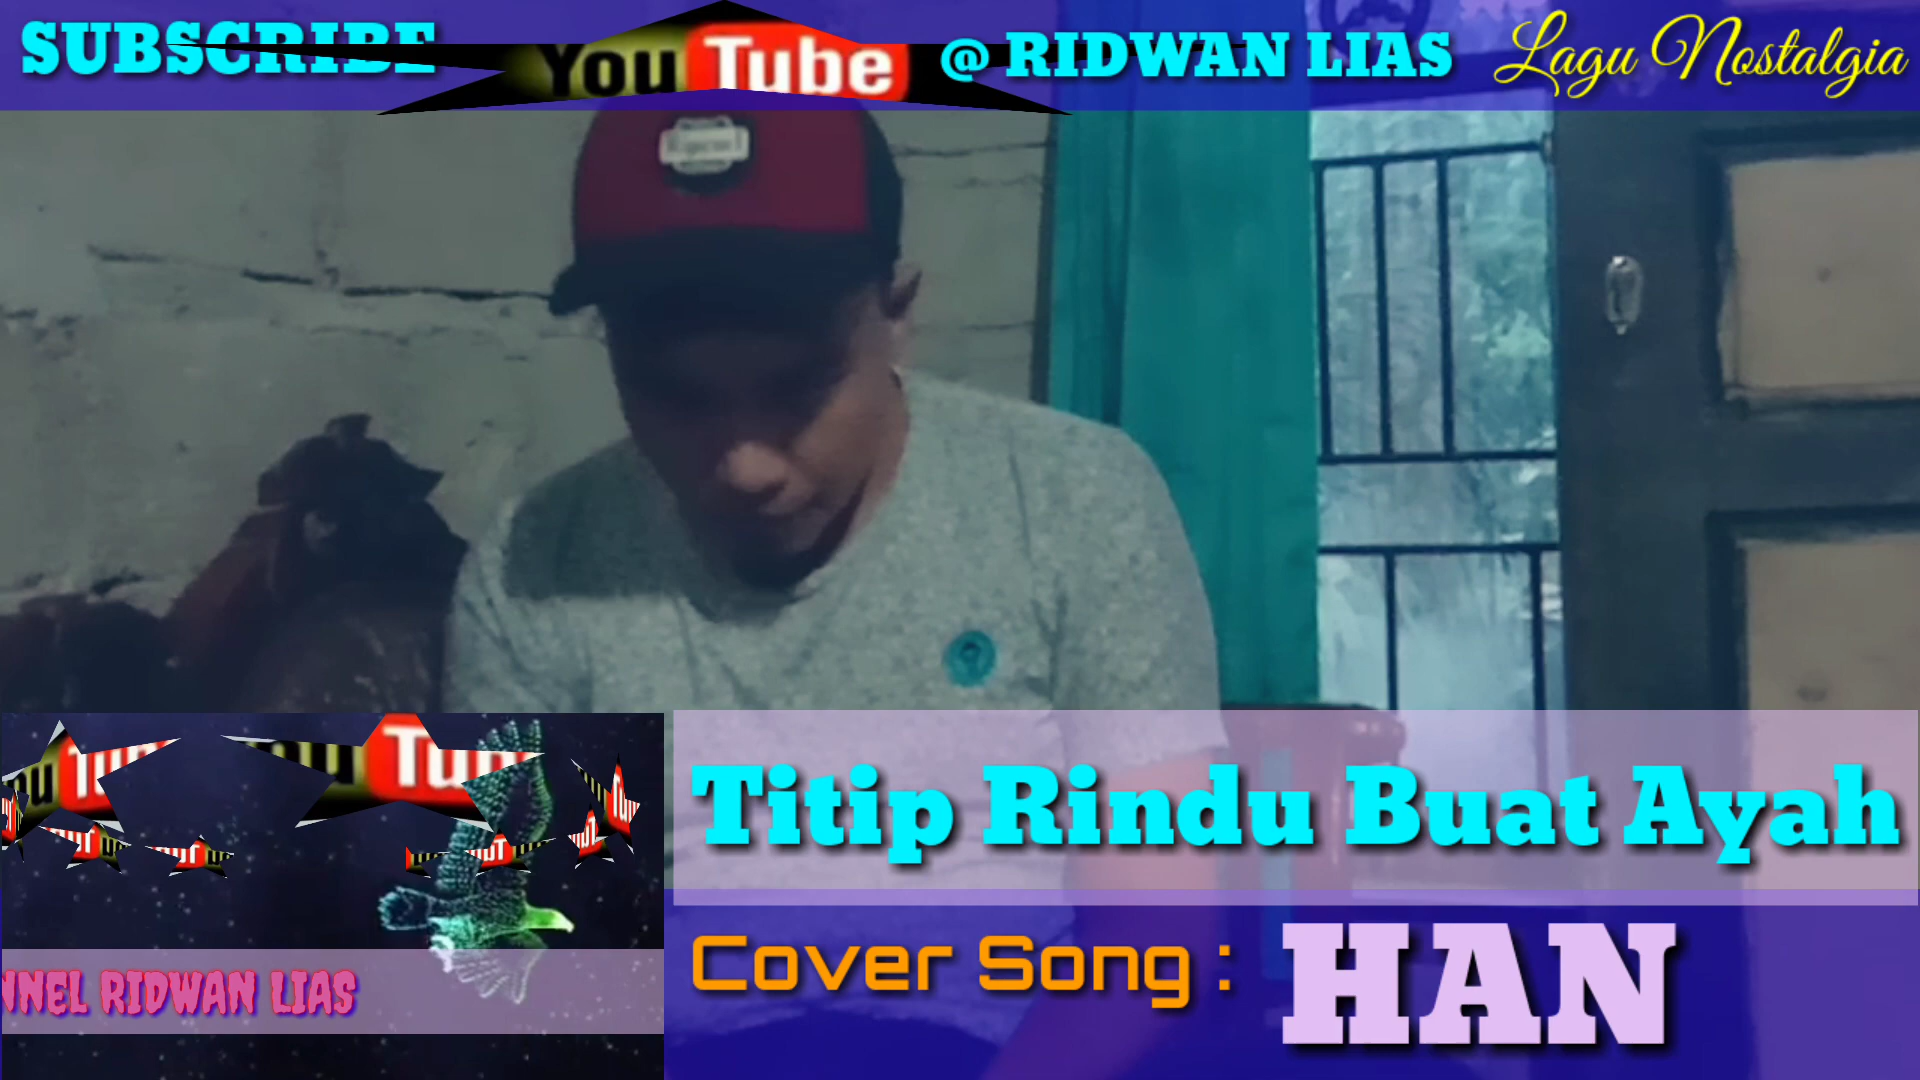 SUBSCRIBE YouTube @ RIDWAN LIAS Lagu Nostalgia
Titip Rindu Buat Ayah
Cover Song : HAN
NNEL RIDWAN LIAS